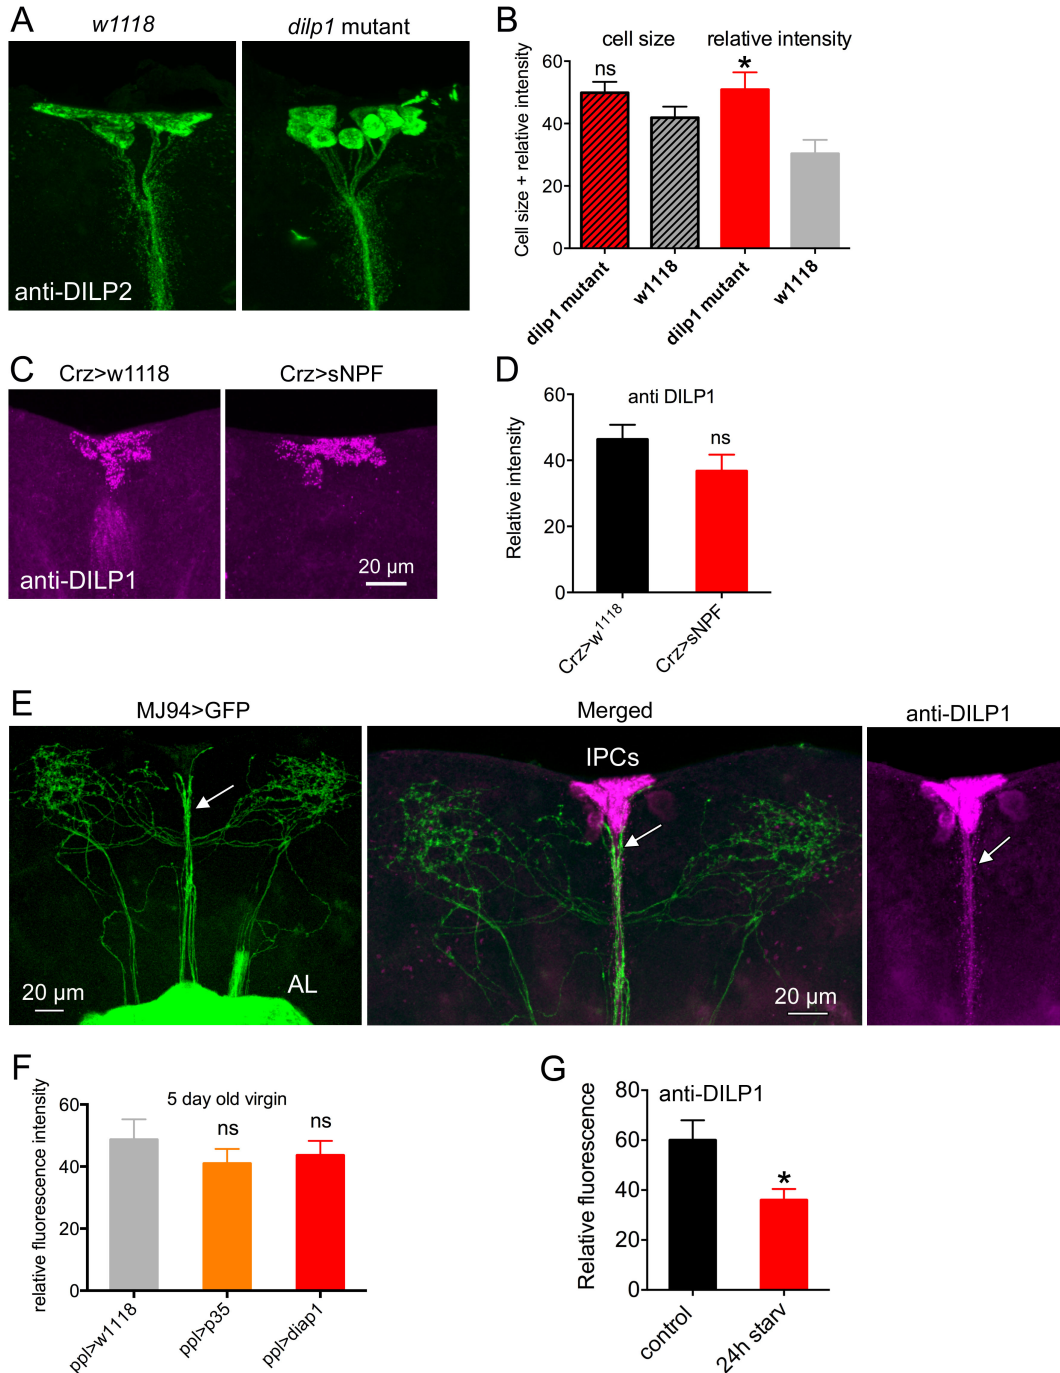 A
w1118
dilp1 mutant
anti-DILP2
B
cell size
relative intensity
Cell size + relative intensity
60
40
20
0
ns
*
dilp1 mutant
w1118
dilp1 mutant
w1118
C
Crz>w1118
Crz>sNPF
anti-DILP1
20 µm
D
anti DILP1
Relative intensity
60
40
20
0
ns
Crz>w1118
Crz>sNPF
E
MJ94>GFP
Merged
anti-DILP1
IPCs
AL
20 µm
20 µm
F
5 day old virgin
relative fluorescence intensity
60
40
20
0
ns
ns
ppl>w1118
ppl>p35
ppl>diap1
G
anti-DILP1
Relative fluorescence
80
60
40
20
0
*
control
24h starv